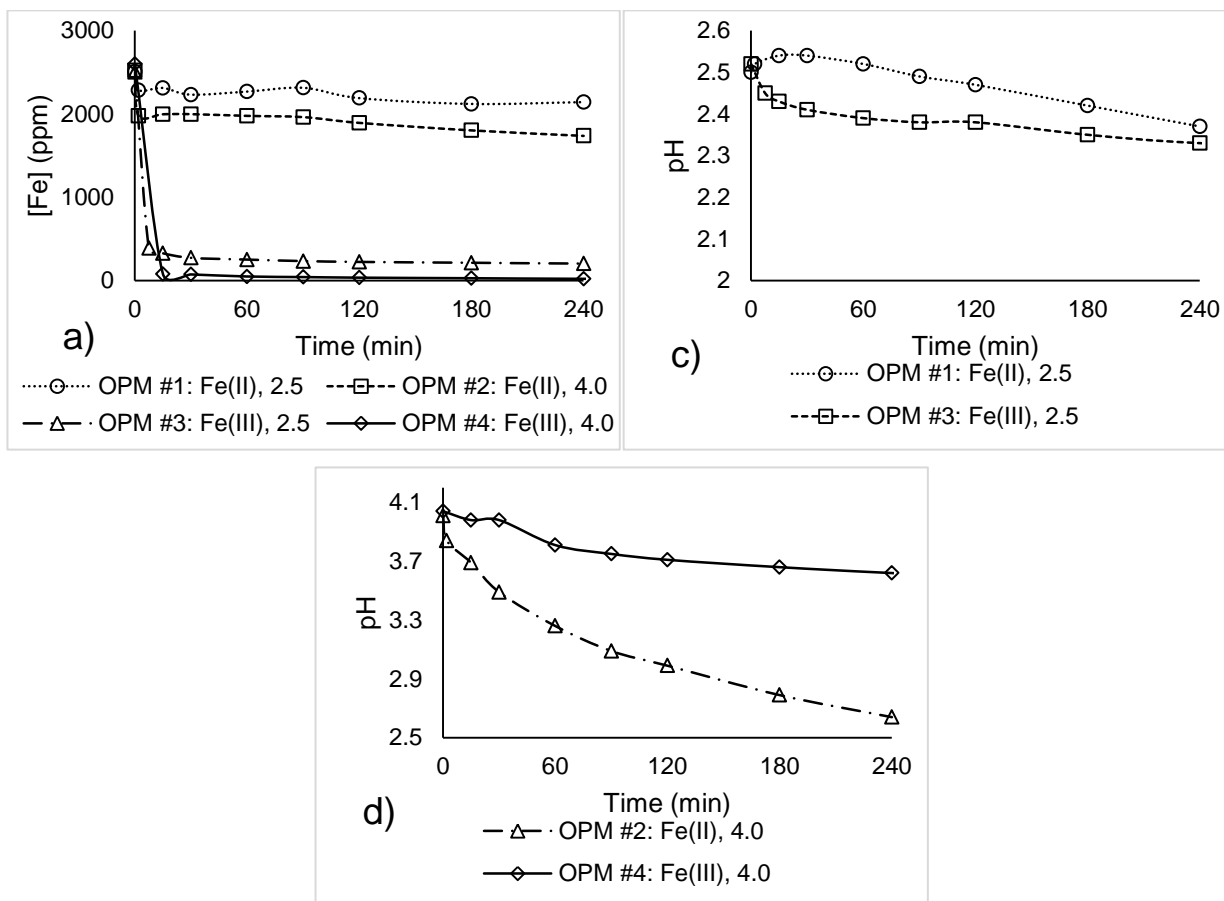 3000
2000
1000
0
[Fe] (ppm)
0 60 120 180 240
Time (min)
a)
OPM #1: Fe(II), 2.5 OPM #2: Fe(II), 4.0
OPM #3: Fe(III), 2.5 OPM #4: Fe(III), 4.0
2.6
2.5
2.4
2.3
2.2
2.1
2
pH
0 60 120 180 240
Time (min)
c)
OPM #1: Fe(II), 2.5
OPM #3: Fe(III), 2.5
4.1
3.7
3.3
2.9
2.5
pH
0 60 120 180 240
Time (min)
d)
OPM #2: Fe(II), 4.0
OPM #4: Fe(III), 4.0